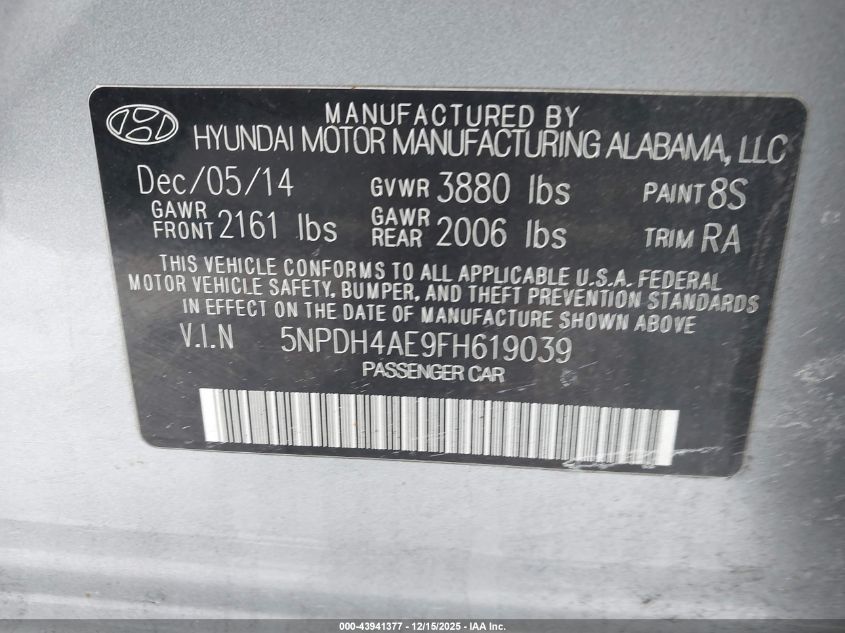 MANUFACTURED BY
HYUNDAI MOTOR MANUFACTURING ALABAMA, LLC
Dec/05/14 GVWR 3880 lbs PAINT 8S
GAWR FRONT 2161 lbs GAWR REAR 2006 lbs TRIM RA
THIS VEHICLE CONFORMS TO ALL APPLICABLE U.S.A. FEDERAL
MOTOR VEHICLE SAFETY, BUMPER, AND THEFT PREVENTION STANDARDS
IN EFFECT ON THE DATE OF MANUFACTURE SHOWN ABOVE
V.I.N 5NPDH4AE9FH619039
PASSENGER CAR
000-43941377 - 12/15/2025 - IAA Inc.